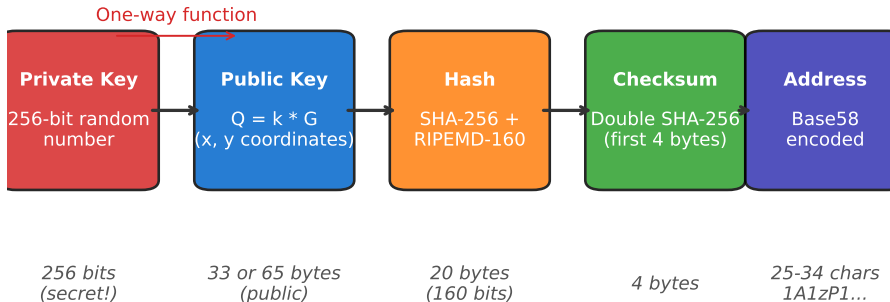 One-way function
Private Key
256-bit random
number
Public Key
Q = k * G
(x, y coordinates)
Hash
SHA-256 +
RIPEMD-160
Checksum
Double SHA-256
(first 4 bytes)
Address
Base58
encoded
256 bits
(secret!)
33 or 65 bytes
(public)
20 bytes
(160 bits)
4 bytes
25-34 chars
1A1zP1...